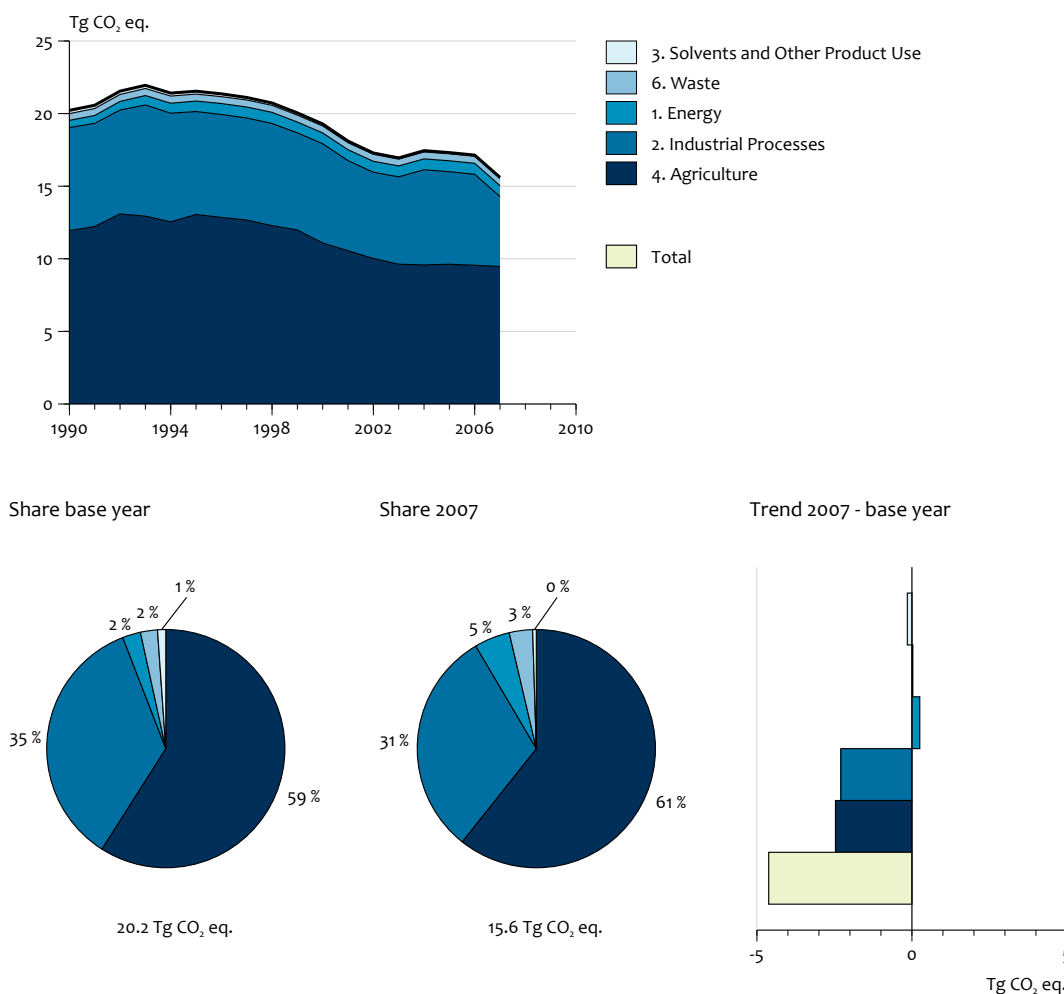 Tg CO₂ eq.
25
20
15
10
5
0
1990 1994 1998 2002 2006 2010
3. Solvents and Other Product Use
6. Waste
1. Energy
2. Industrial Processes
4. Agriculture
Total
Share base year
1 %
2 %
2 %
35 %
59 %
20.2 Tg CO₂ eq.
Share 2007
0 %
3 %
5 %
31 %
61 %
15.6 Tg CO₂ eq.
Trend 2007 - base year
-5 0 5
Tg CO₂ eq.